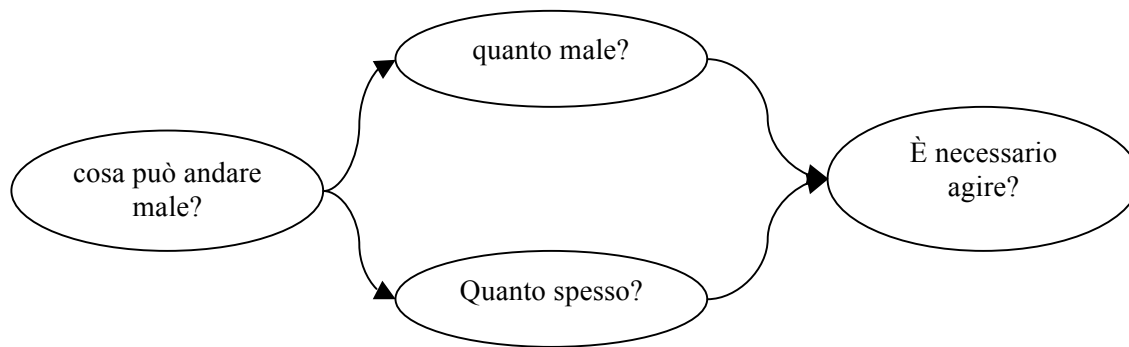 quanto male?
cosa può andare
male?
È necessario
agire?
Quanto spesso?